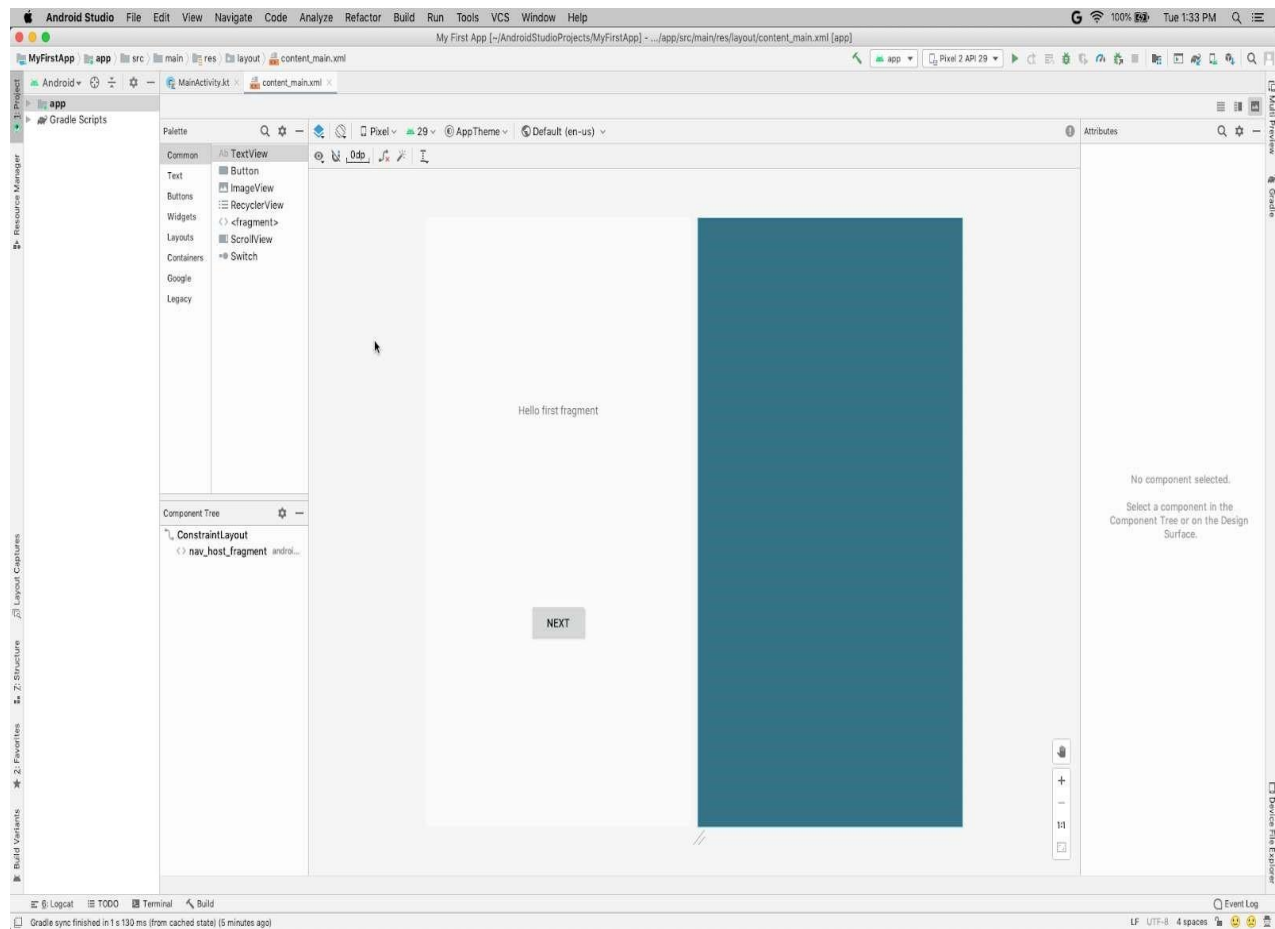 Android Studio File Edit View Navigate Code Analyze Refactor Build Run Tools VCS Window Help
G 100% Tue 1:33 PM
My First App [~/AndroidStudioProjects/MyFirstApp] - .../app/src/main/res/layout/content_main.xml [app]
MyFirstApp app src main res layout content_main.xml
app Pixel 2 API 29
Android
MainActivity.kt content_main.xml
app
Gradle Scripts
1: Project
Resource Manager
Layout Captures
Z: Structure
2: Favorites
Build Variants
Palette
Common
Text
Buttons
Widgets
Layouts
Containers
Google
Legacy
Ab TextView
Button
ImageView
RecyclerView
<fragment>
ScrollView
Switch
Pixel 29 AppTheme Default (en-us)
0dp
Component Tree
ConstraintLayout
nav_host_fragment androi...
Hello first fragment
NEXT
1:1
Attributes
No component selected.
Select a component in the
Component Tree or on the Design
Surface.
Multi Preview
Gradle
Device File Explorer
6: Logcat TODO Terminal Build
Event Log
Gradle sync finished in 1 s 130 ms (from cached state) (5 minutes ago)
LF UTF-8 4 spaces